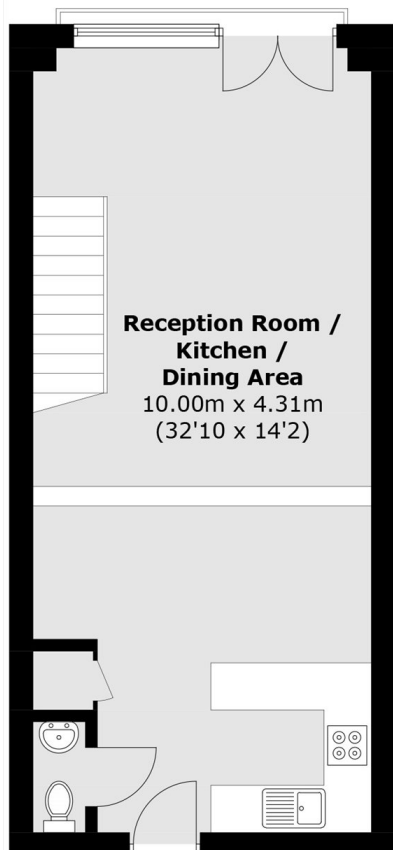 Reception Room /
Kitchen /
Dining Area
10.00m x 4.31m
(32'10 x 14'2)